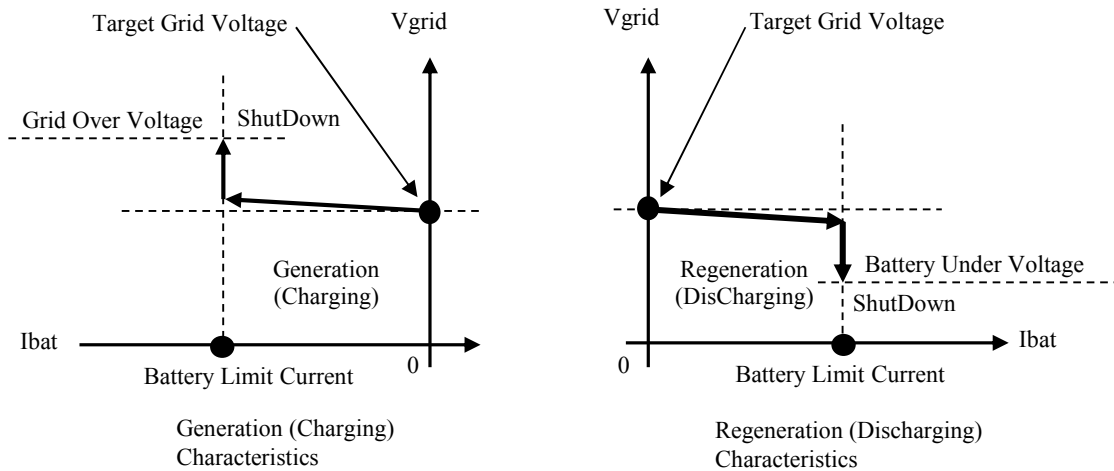 Target Grid Voltage
Vgrid
Grid Over Voltage
ShutDown
Generation
(Charging)
Ibat
0
Battery Limit Current
Generation (Charging)
Characteristics
Vgrid
Target Grid Voltage
Regeneration
(DisCharging)
Battery Under Voltage
ShutDown
Ibat
0
Battery Limit Current
Regeneration (Discharging)
Characteristics